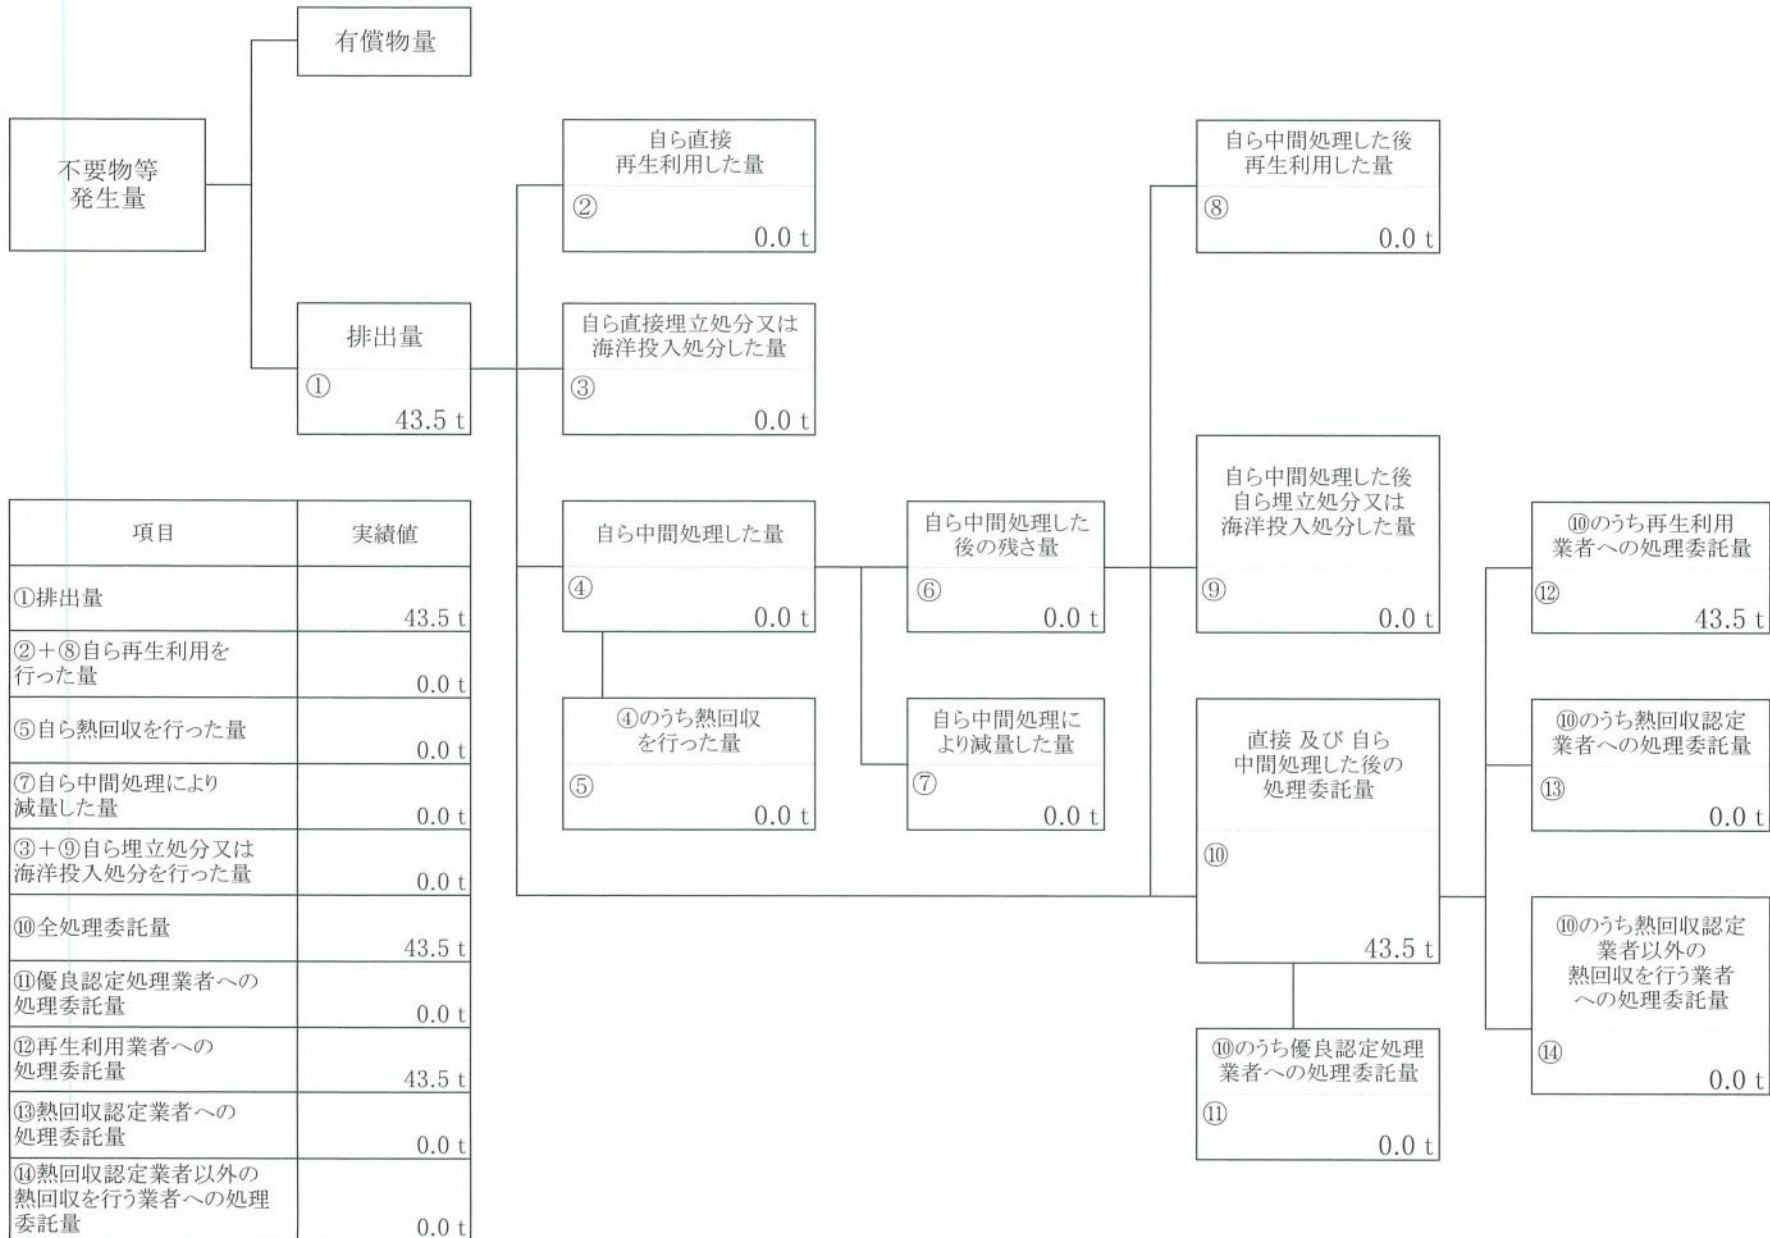 有償物量
不要物等
発生量
自ら直接
再生利用した量
②
0.0 t
自ら中間処理した後
再生利用した量
⑧
0.0 t
排出量
①
43.5 t
自ら直接埋立処分又は
海洋投入処分した量
③
0.0 t
自ら中間処理した量
④
0.0 t
自ら中間処理した
後の残さ量
⑥
0.0 t
自ら中間処理した後
自ら埋立処分又は
海洋投入処分した量
⑨
0.0 t
⑩のうち再生利用
業者への処理委託量
⑫
43.5 t
④のうち熱回収
を行った量
⑤
0.0 t
自ら中間処理に
より減量した量
⑦
0.0 t
直接 及び 自ら
中間処理した後の
処理委託量
⑩
43.5 t
⑩のうち熱回収認定
業者への処理委託量
⑬
0.0 t
⑩のうち熱回収認定
業者以外の
熱回収を行う業者
への処理委託量
⑭
0.0 t
⑩のうち優良認定処理
業者への処理委託量
⑪
0.0 t
項目 実績値
①排出量
43.5 t
②+⑧自ら再生利用を
行った量
0.0 t
⑤自ら熱回収を行った量
0.0 t
⑦自ら中間処理により
減量した量
0.0 t
③+⑨自ら埋立処分又は
海洋投入処分を行った量
0.0 t
⑩全処理委託量
43.5 t
⑪優良認定処理業者への
処理委託量
0.0 t
⑫再生利用業者への
処理委託量
43.5 t
⑬熱回収認定業者への
処理委託量
0.0 t
⑭熱回収認定業者以外の
熱回収を行う業者への処理
委託量
0.0 t